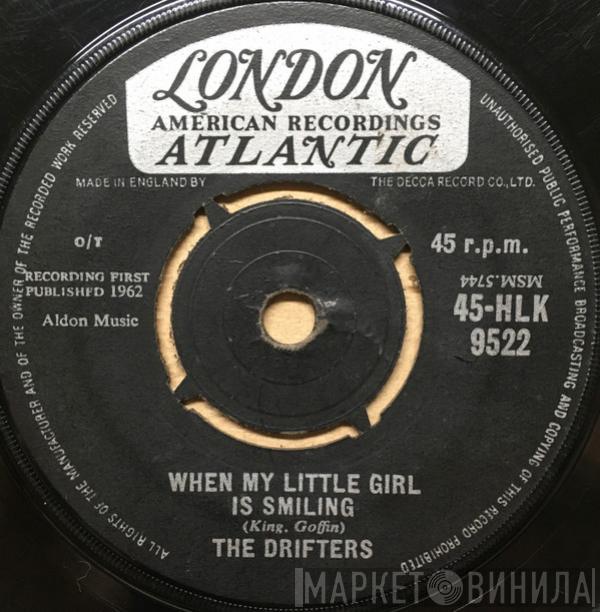 LONDON
AMERICAN RECORDINGS
ATLANTIC
MADE IN ENGLAND BY
THE DECCA RECORD CO., LTD.
ALL RIGHTS OF THE MANUFACTURER AND OF THE OWNER OF THE RECORDED WORK RESERVED
UNAUTHORISED PUBLIC PERFORMANCE BROADCASTING AND COPYING OF THIS RECORD PROHIBITED
O/T
45 r.p.m.
RECORDING FIRST
PUBLISHED 1962
Aldon Music
MSM.5744
45-HLK
9522
WHEN MY LITTLE GIRL
IS SMILING
(King, Goffin)
THE DRIFTERS
МАРКЕТ ВИНИЛА